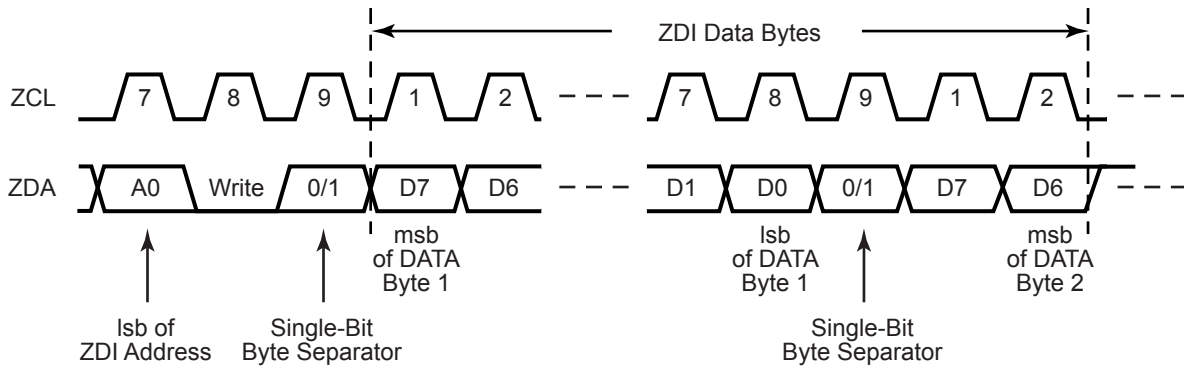 ZDI Data Bytes
ZCL 7 8 9 1 2 7 8 9 1 2
ZDA A0 Write 0/1 D7 D6 D1 D0 0/1 D7 D6
msb
of DATA
Byte 1
lsb
of DATA
Byte 1
msb
of DATA
Byte 2
lsb of
ZDI Address
Single-Bit
Byte Separator
Single-Bit
Byte Separator